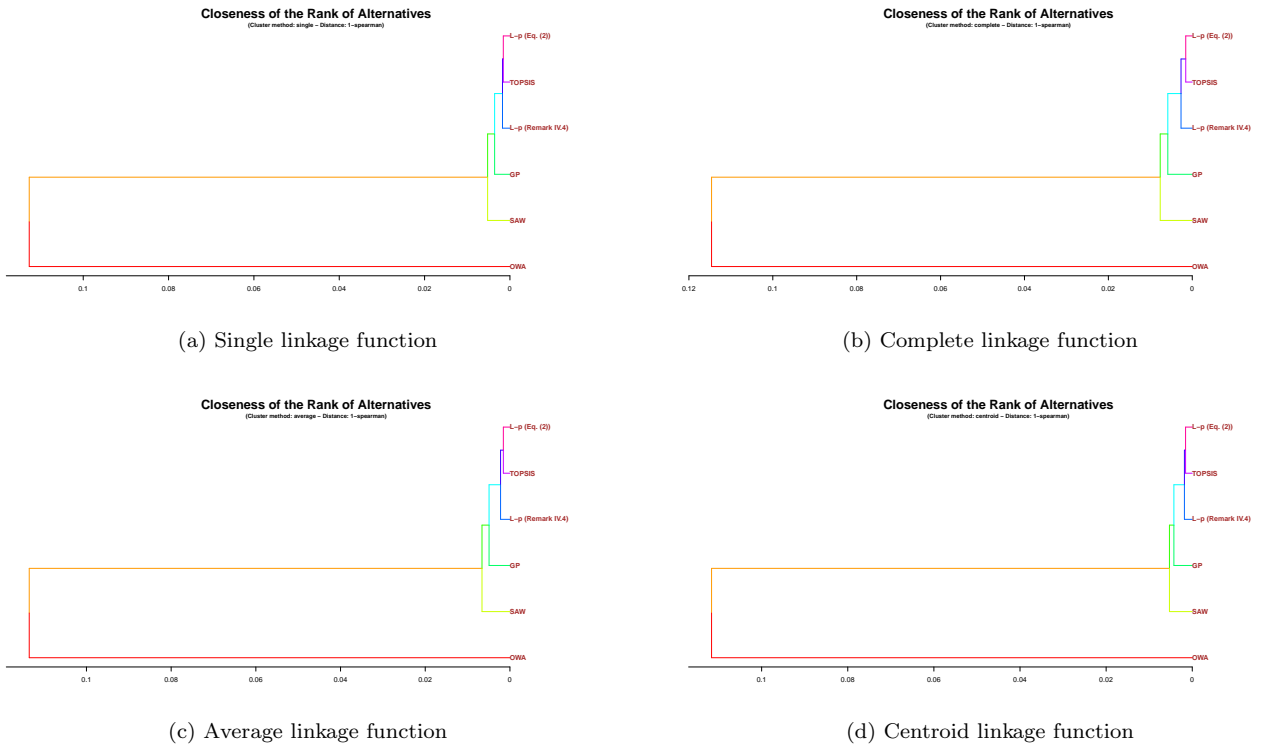 Closeness of the Rank of Alternatives
(Cluster method: single − Distance: 1−spearman)
L−p (Eq. (2))
TOPSIS
L−p (Remark IV.4)
GP
SAW
OWA
0.1 0.08 0.06 0.04 0.02 0
(a) Single linkage function
Closeness of the Rank of Alternatives
(Cluster method: complete − Distance: 1−spearman)
L−p (Eq. (2))
TOPSIS
L−p (Remark IV.4)
GP
SAW
OWA
0.12 0.1 0.08 0.06 0.04 0.02 0
(b) Complete linkage function
Closeness of the Rank of Alternatives
(Cluster method: average − Distance: 1−spearman)
L−p (Eq. (2))
TOPSIS
L−p (Remark IV.4)
GP
SAW
OWA
0.1 0.08 0.06 0.04 0.02 0
(c) Average linkage function
Closeness of the Rank of Alternatives
(Cluster method: centroid − Distance: 1−spearman)
L−p (Eq. (2))
TOPSIS
L−p (Remark IV.4)
GP
SAW
OWA
0.1 0.08 0.06 0.04 0.02 0
(d) Centroid linkage function